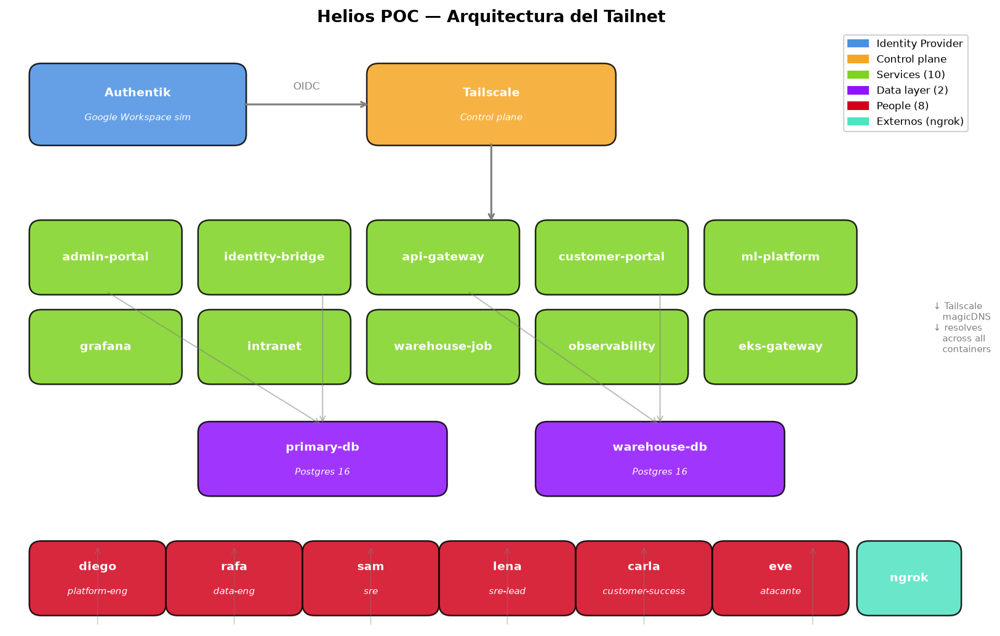 Helios POC — Arquitectura del Tailnet
Identity Provider
Control plane
Services (10)
Data layer (2)
People (8)
Externos (ngrok)
Authentik
Google Workspace sim
OIDC
Tailscale
Control plane
admin-portal
identity-bridge
api-gateway
customer-portal
ml-platform
↓ Tailscale
magicDNS
↓ resolves
across all
containers
grafana
intranet
warehouse-job
observability
eks-gateway
primary-db
Postgres 16
warehouse-db
Postgres 16
diego
platform-eng
rafa
data-eng
sam
sre
lena
sre-lead
carla
customer-success
eve
atacante
ngrok